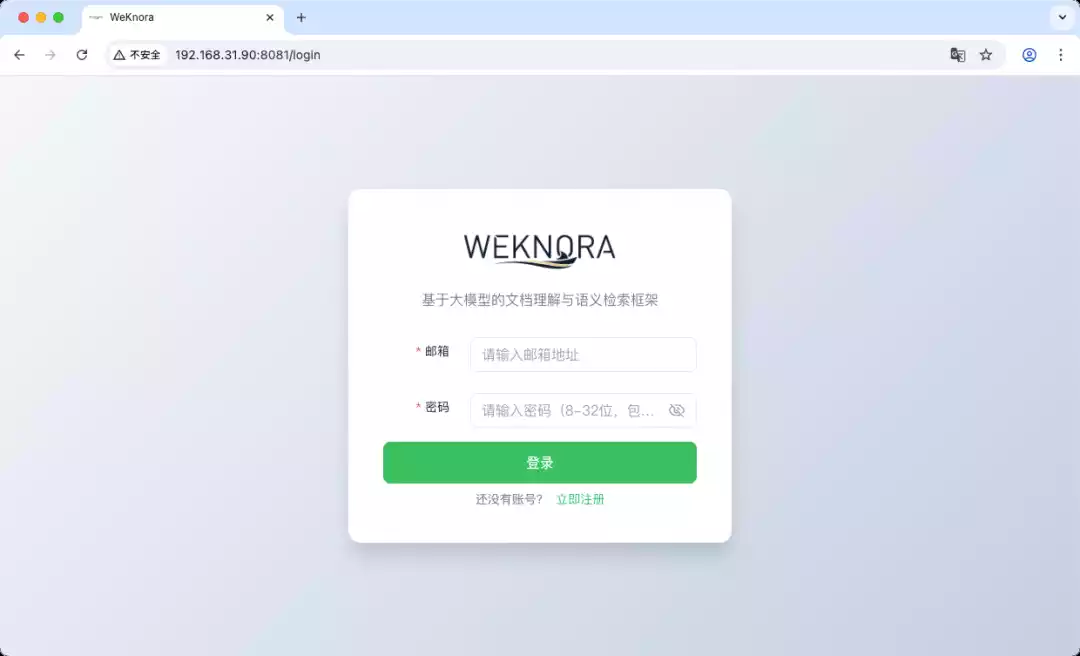 WeKnora
不安全
192.168.31.90:8081/login
WEKNORA
基于大模型的文档理解与语义检索框架
* 邮箱
请输入邮箱地址
* 密码
请输入密码（8-32位，包...
登录
还没有账号？ 立即注册